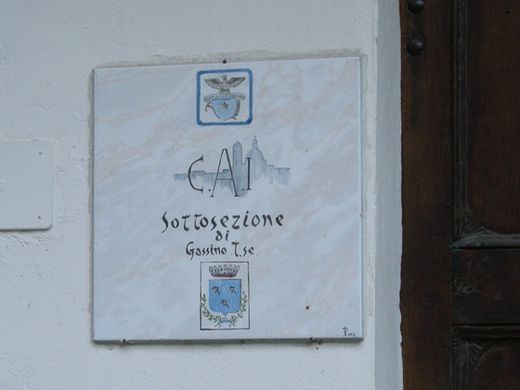 C.A.I
Sottosezione
di
Gassino T.se